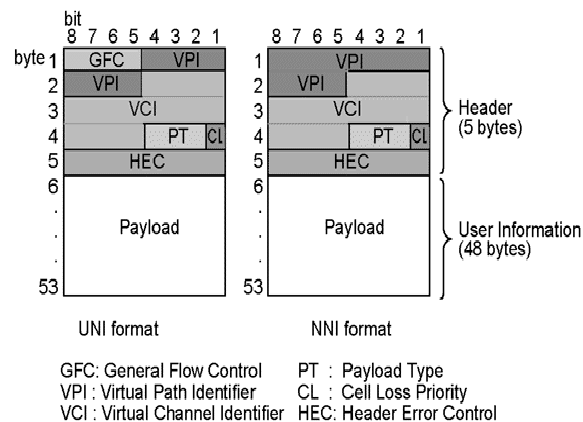 bit
8 7 6 5 4 3 2 1
8 7 6 5 4 3 2 1
byte 1 GFC VPI
1 VPI
2 VPI
2 VPI
3 VCI
3 VCI
4 PT CL
4 PT CL
5 HEC
5 HEC
Header
(5 bytes)
6
6
.
.
Payload
Payload
.
.
.
.
.
.
53
53
User Information
(48 bytes)
UNI format
NNI format
GFC: General Flow Control
PT : Payload Type
VPI : Virtual Path Identifier
CL : Cell Loss Priority
VCI : Virtual Channel Identifier
HEC: Header Error Control